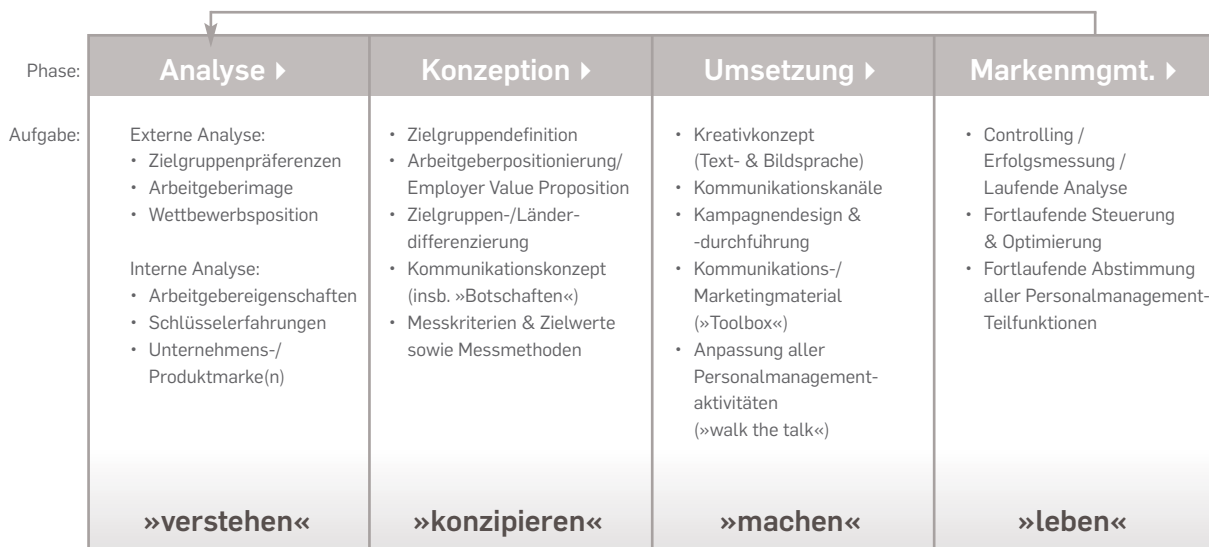 Phase:
Analyse
Konzeption
Umsetzung
Markenmgmt.
Aufgabe:
Externe Analyse:
• Zielgruppenpräferenzen
• Arbeitgeberimage
• Wettbewerbsposition
Interne Analyse:
• Arbeitgebereigenschaften
• Schlüsselerfahrungen
• Unternehmens-/
Produktmarke(n)
• Zielgruppendefinition
• Arbeitgeberpositionierung/
Employer Value Proposition
• Zielgruppen-/Länder-
differenzierung
• Kommunikationskonzept
(insb. »Botschaften«)
• Messkriterien & Zielwerte
sowie Messmethoden
• Kreativkonzept
(Text- & Bildsprache)
• Kommunikationskanäle
• Kampagnendesign &
-durchführung
• Kommunikations-/
Marketingmaterial
(»Toolbox«)
• Anpassung aller
Personalmanagement-
aktivitäten
(»walk the talk«)
• Controlling /
Erfolgsmessung /
Laufende Analyse
• Fortlaufende Steuerung
& Optimierung
• Fortlaufende Abstimmung
aller Personalmanagement-
Teilfunktionen
»verstehen«
»konzipieren«
»machen«
»leben«